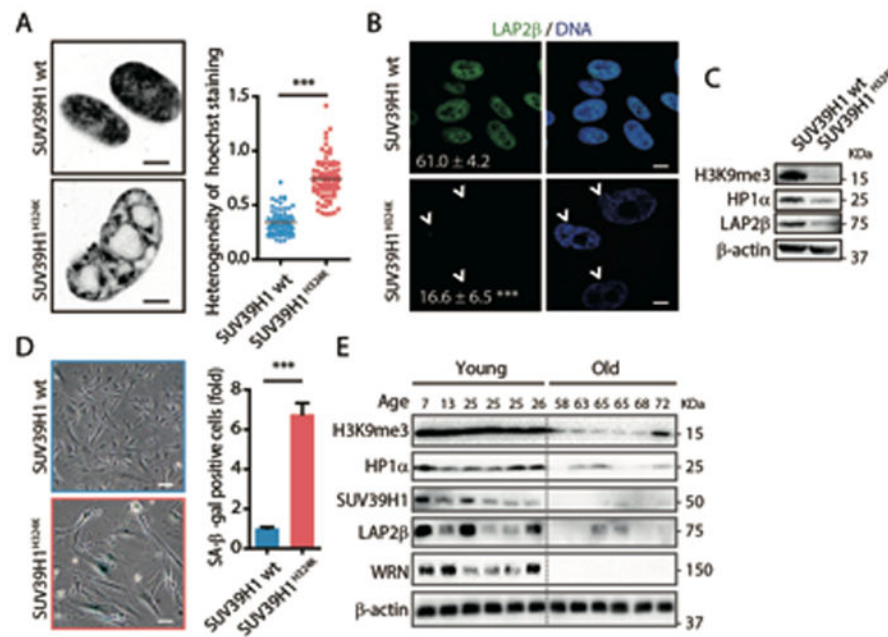 A
SUV39H1 wt
SUV39H1^H324K
Heterogeneity of hoechst staining
***
1.5
1.0
0.5
0.0
SUV39H1 wt
SUV39H1^H324K
B
LAP2β / DNA
SUV39H1 wt
61.0 ± 4.2
SUV39H1^H324K
16.6 ± 6.5 ***
C
SUV39H1 wt
SUV39H1^H324K
KDa
H3K9me3
15
HP1α
25
LAP2β
75
β-actin
37
D
SUV39H1 wt
SUV39H1^H324K
SA-β -gal positive cells (fold)
***
8
6
4
2
0
SUV39H1 wt
SUV39H1^H324K
E
Young Old
Age 7 13 25 25 25 26 58 63 65 65 68 72 KDa
H3K9me3 15
HP1α 25
SUV39H1 50
LAP2β 75
WRN 150
β-actin
37